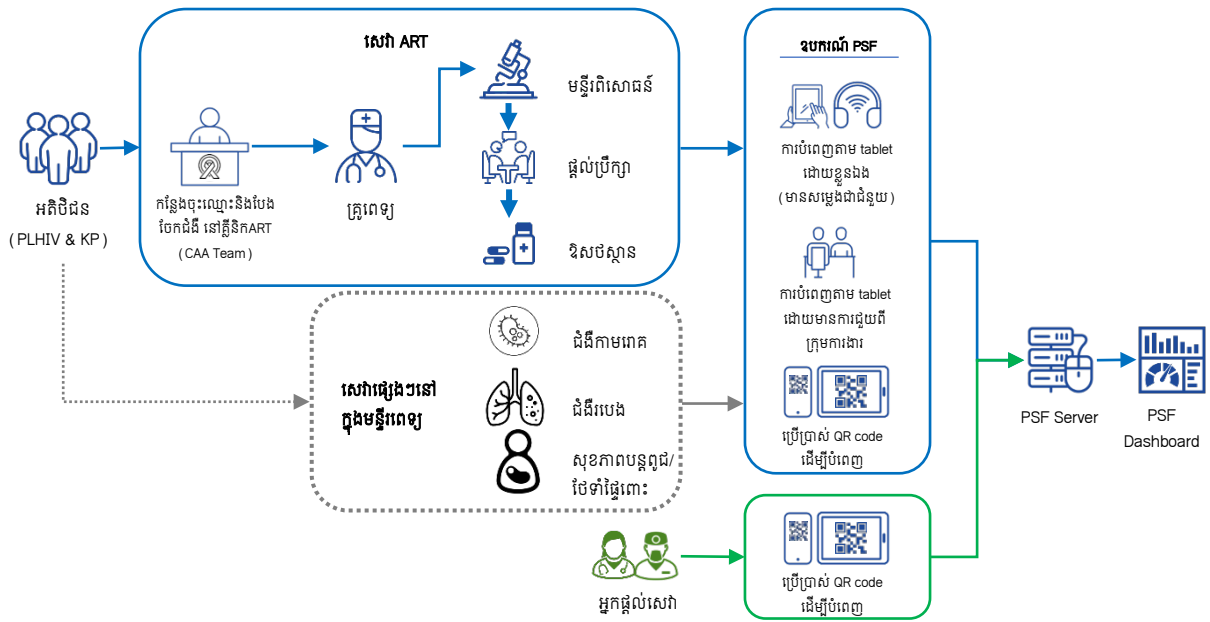 អតិថិជន
( PLHIV & KP )
សេវា ART
កន្លែងចុះឈ្មោះនិងបែង
ចែកជំងឺ នៅគ្លីនិកART
( CAA Team )
គ្រូពេទ្យ
មន្ទីរពិសោធន៍
ផ្តល់ប្រឹក្សា
ឱសថស្ថាន
សេវាផ្សេងៗនៅ
ក្នុងមន្ទីរពេទ្យ
ជំងឺកាមរោគ
ជំងឺរបេង
សុខភាពបន្តពូជ/
ថែទាំផ្ទៃពោះ
ឧបករណ៍ PSF
ការបំពេញតាម tablet
ដោយខ្លួនឯង
( មានសម្លេងជាជំនួយ )
ការបំពេញតាម tablet
ដោយមានការជួយពី
ក្រុមការងារ
ប្រើប្រាស់ QR code
ដើម្បីបំពេញ
អ្នកផ្តល់សេវា
ប្រើប្រាស់ QR code
ដើម្បីបំពេញ
PSF Server
PSF
Dashboard